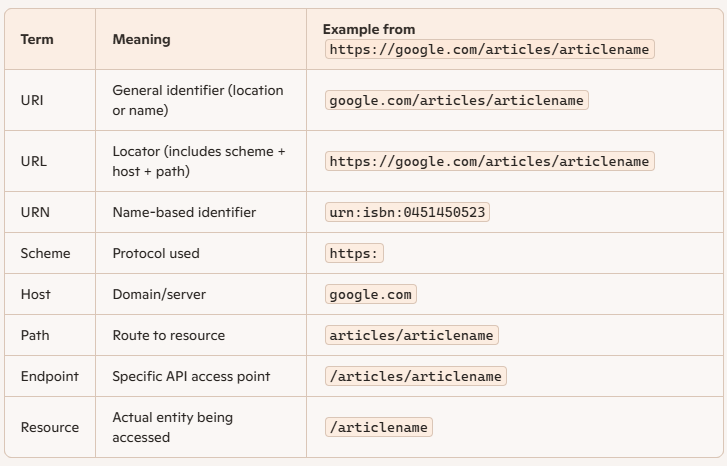 Term
Meaning
Example from
https://google.com/articles/articlename
URI
General identifier (location
or name)
google.com/articles/articlename
URL
Locator (includes scheme +
host + path)
https://google.com/articles/articlename
URN
Name-based identifier
urn:isbn:0451450523
Scheme
Protocol used
https:
Host
Domain/server
google.com
Path
Route to resource
articles/articlename
Endpoint
Specific API access point
/articles/articlename
Resource
Actual entity being
accessed
/articlename